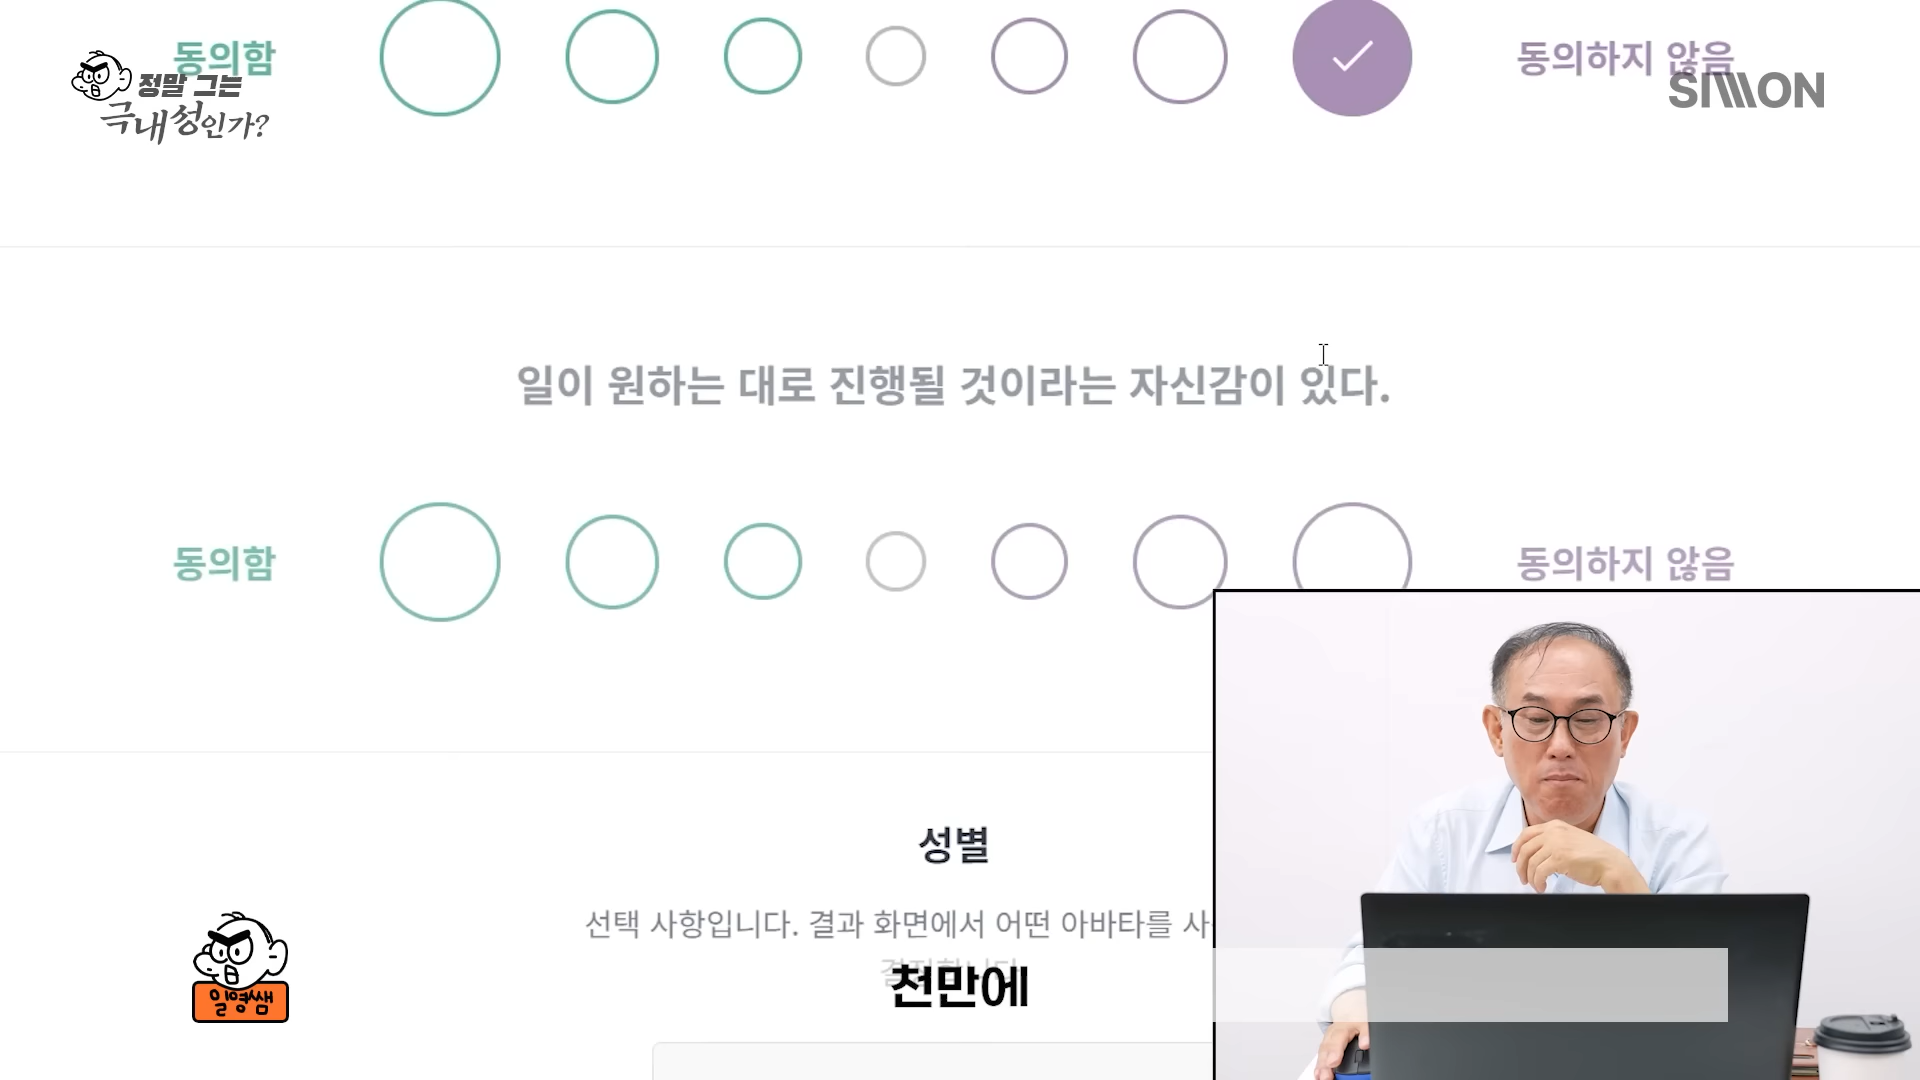 동의함
동의하지 않음
정말 그는
극내성인가?
SIMON
일이 원하는 대로 진행될 것이라는 자신감이 있다.
동의함
동의하지 않음
성별
선택 사항입니다. 결과 화면에서 어떤 아바타를 사
천만에
일영쌤